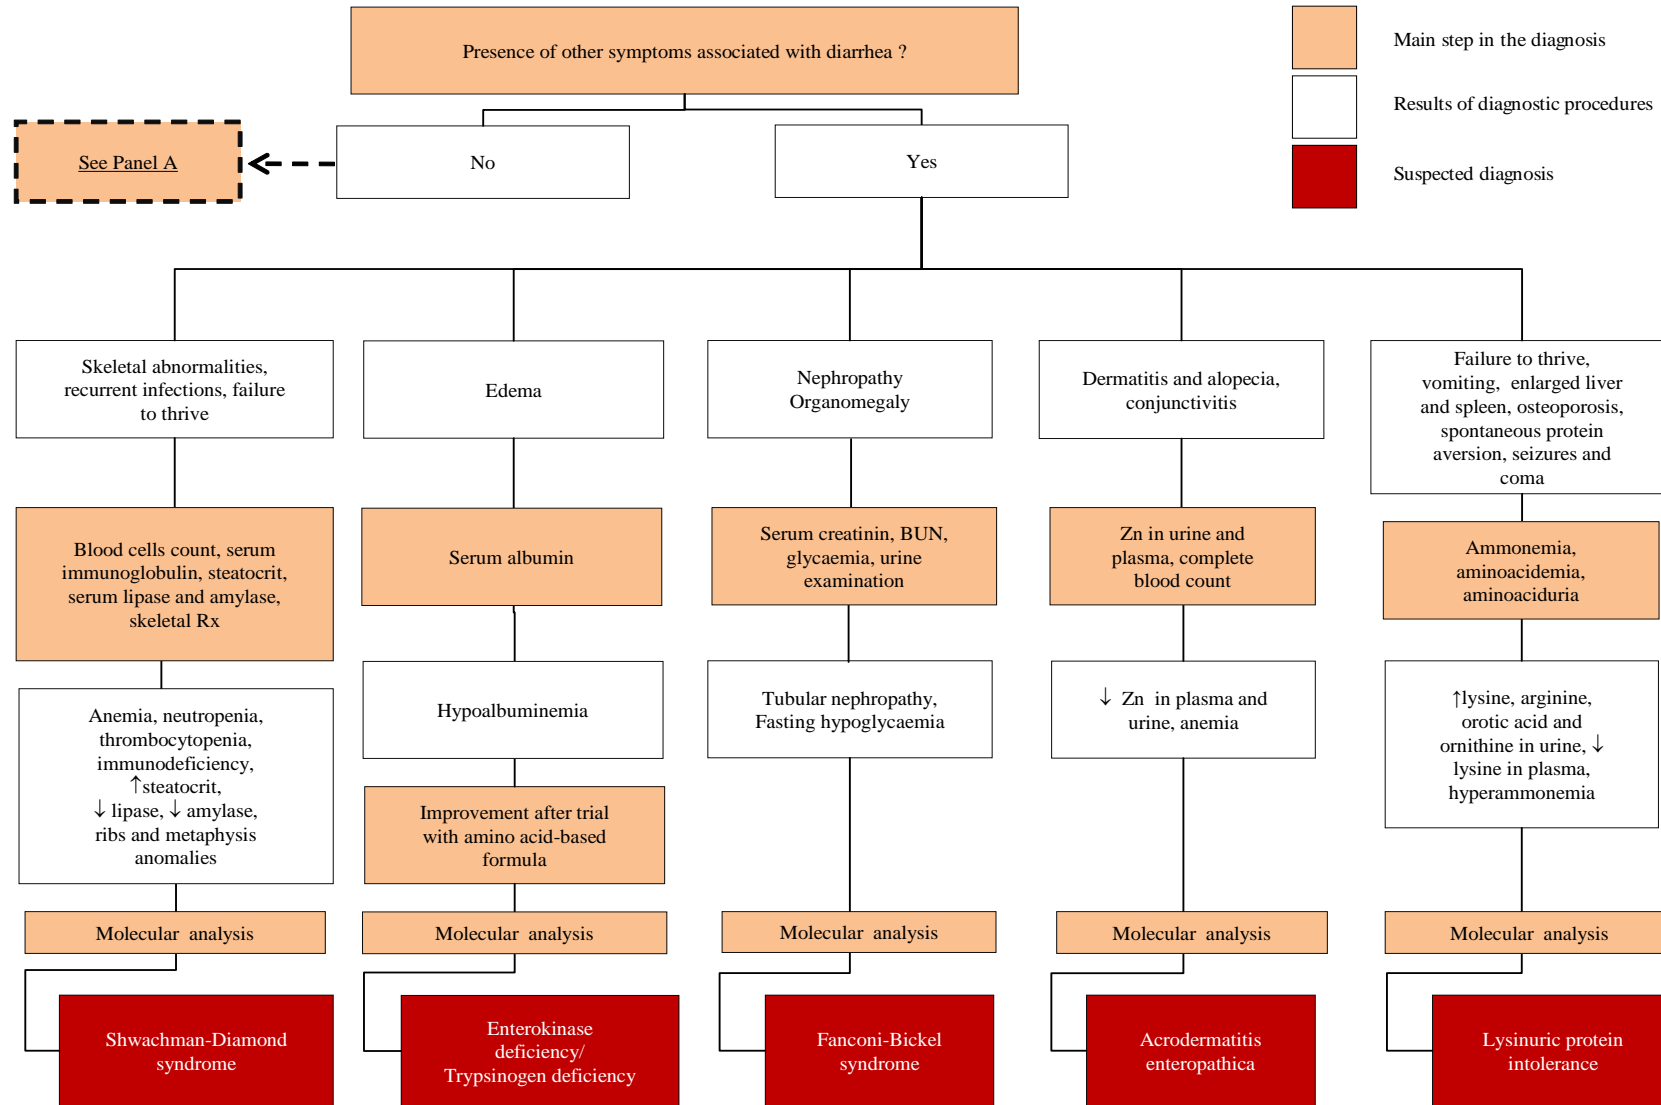 Presence of other symptoms associated with diarrhea ?
Main step in the diagnosis
Results of diagnostic procedures
Suspected diagnosis
See Panel A
No
Yes
Skeletal abnormalities,
recurrent infections, failure
to thrive
Edema
Nephropathy
Organomegaly
Dermatitis and alopecia,
conjunctivitis
Failure to thrive,
vomiting, enlarged liver
and spleen, osteoporosis,
spontaneous protein
aversion, seizures and
coma
Blood cells count, serum
immunoglobulin, steatocrit,
serum lipase and amylase,
skeletal Rx
Serum albumin
Serum creatinin, BUN,
glycaemia, urine
examination
Zn in urine and
plasma, complete
blood count
Ammonemia,
aminoacidemia,
aminoaciduria
Anemia, neutropenia,
thrombocytopenia,
immunodeficiency,
↑steatocrit,
↓ lipase, ↓ amylase,
ribs and metaphysis
anomalies
Hypoalbuminemia
Tubular nephropathy,
Fasting hypoglycaemia
↓ Zn in plasma and
urine, anemia
↑lysine, arginine,
orotic acid and
ornithine in urine, ↓
lysine in plasma,
hyperammonemia
Improvement after trial
with amino acid-based
formula
Molecular analysis
Molecular analysis
Molecular analysis
Molecular analysis
Molecular analysis
Shwachman-Diamond
syndrome
Enterokinase
deficiency/
Trypsinogen deficiency
Fanconi-Bickel
syndrome
Acrodermatitis
enteropathica
Lysinuric protein
intolerance